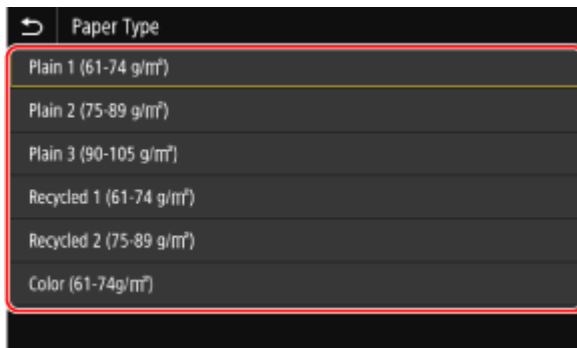 Paper Type
Plain 1 (61-74 g/m²)
Plain 2 (75-89 g/m²)
Plain 3 (90-105 g/m²)
Recycled 1 (61-74 g/m²)
Recycled 2 (75-89 g/m²)
Color (61-74g/m²)